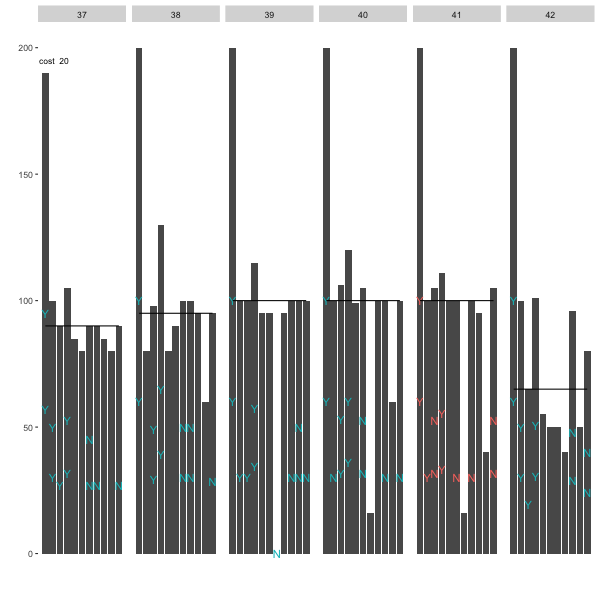 37 38 39 40 41 42
200
cost 20
150
100 Y Y Y Y Y
Y
Y
Y Y Y Y Y Y
Y Y Y
Y Y N N N
50 Y Y N N N Y Y
N
N
Y N
Y
Y Y
Y Y N N N
Y Y N N Y Y N N N N N N Y N N Y Y
N N
Y N N N
N
Y
0 N